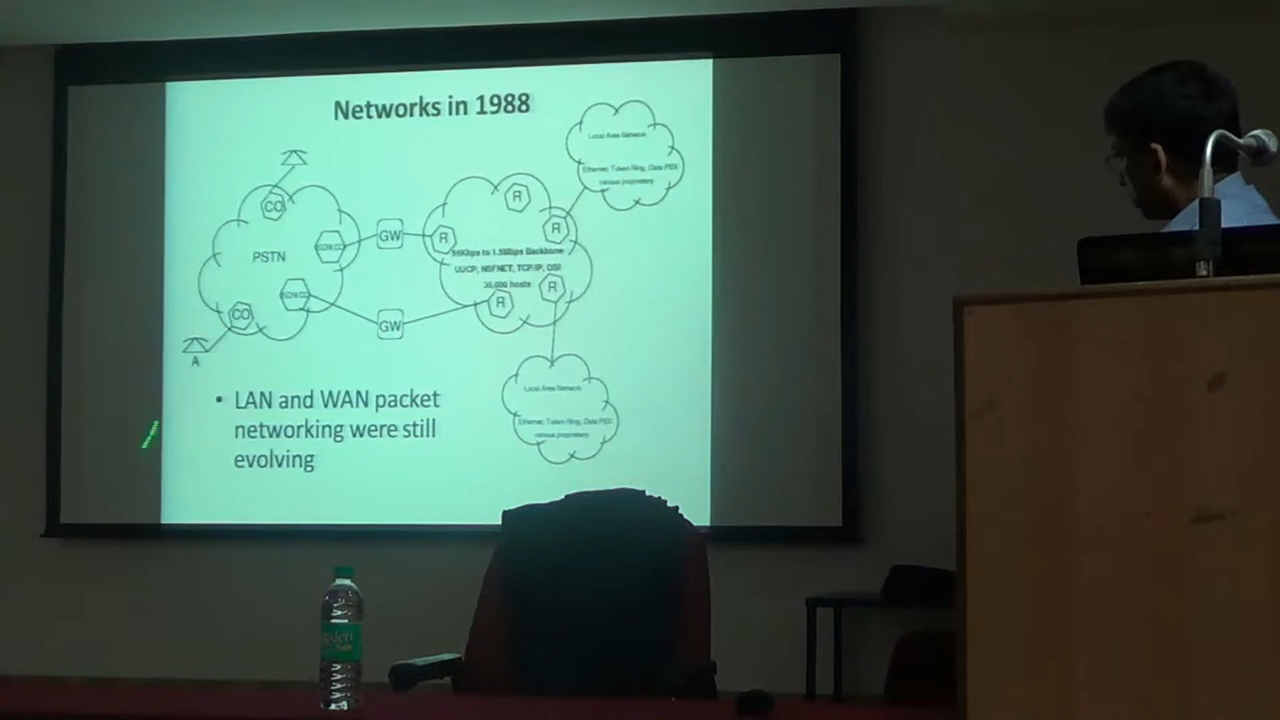 Networks in 1988
Local Area Network
Ethernet, Token Ring, Data PBX
various proprietary
CO
R
R
GW
R
PSTN
56Kbps to 1.5Mbps Backbone
UUCP, NSFNET, TCP/IP, OSI
30,000 hosts
R
R
CO
GW
A
Local Area Network
Ethernet, Token Ring, Data PBX
various proprietary
• LAN and WAN packet
networking were still
evolving